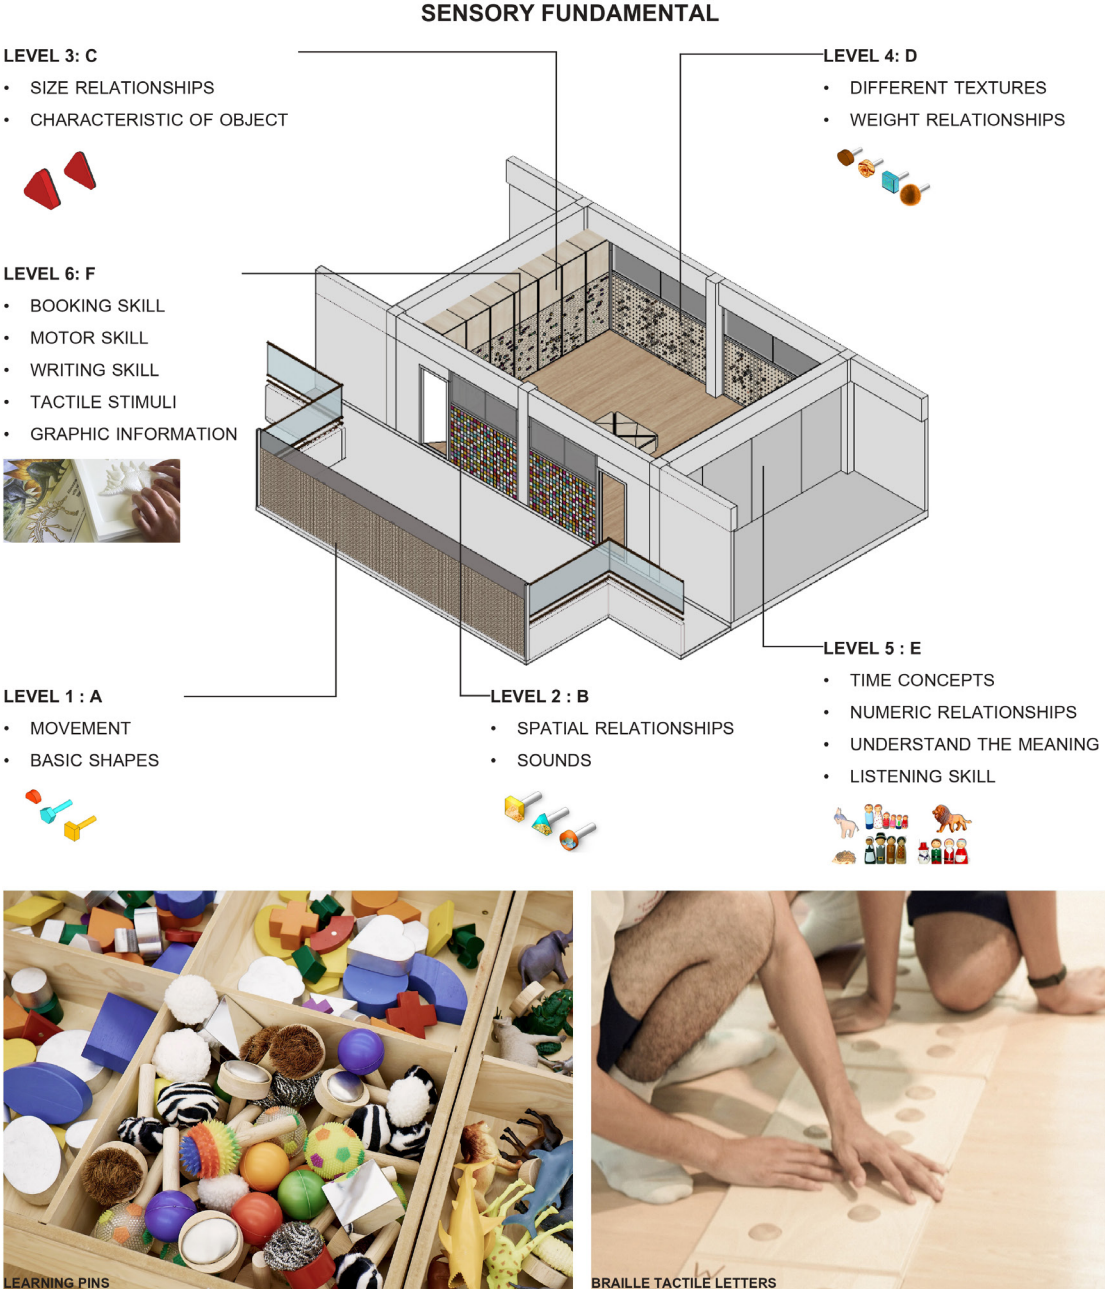 SENSORY FUNDAMENTAL
LEVEL 3: C
• SIZE RELATIONSHIPS
• CHARACTERISTIC OF OBJECT
LEVEL 4: D
• DIFFERENT TEXTURES
• WEIGHT RELATIONSHIPS
LEVEL 6: F
• BOOKING SKILL
• MOTOR SKILL
• WRITING SKILL
• TACTILE STIMULI
• GRAPHIC INFORMATION
LEVEL 1 : A
• MOVEMENT
• BASIC SHAPES
LEVEL 2 : B
• SPATIAL RELATIONSHIPS
• SOUNDS
LEVEL 5 : E
• TIME CONCEPTS
• NUMERIC RELATIONSHIPS
• UNDERSTAND THE MEANING
• LISTENING SKILL
LEARNING PINS
BRAILLE TACTILE LETTERS